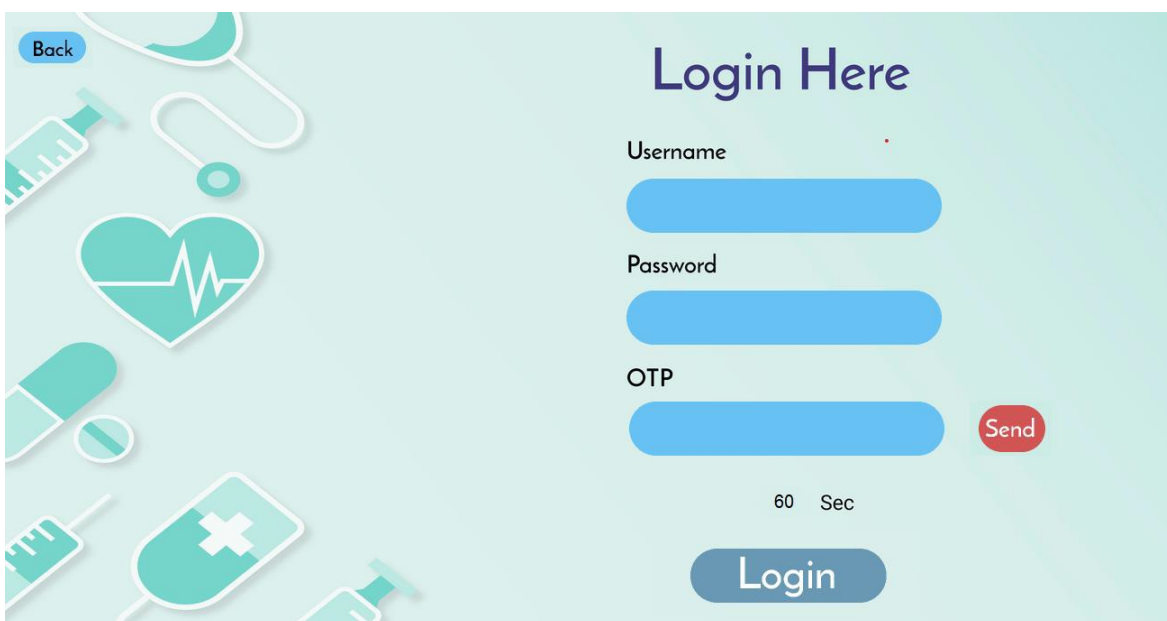 Back
Login Here
Username
Password
OTP
Send
60 Sec
Login